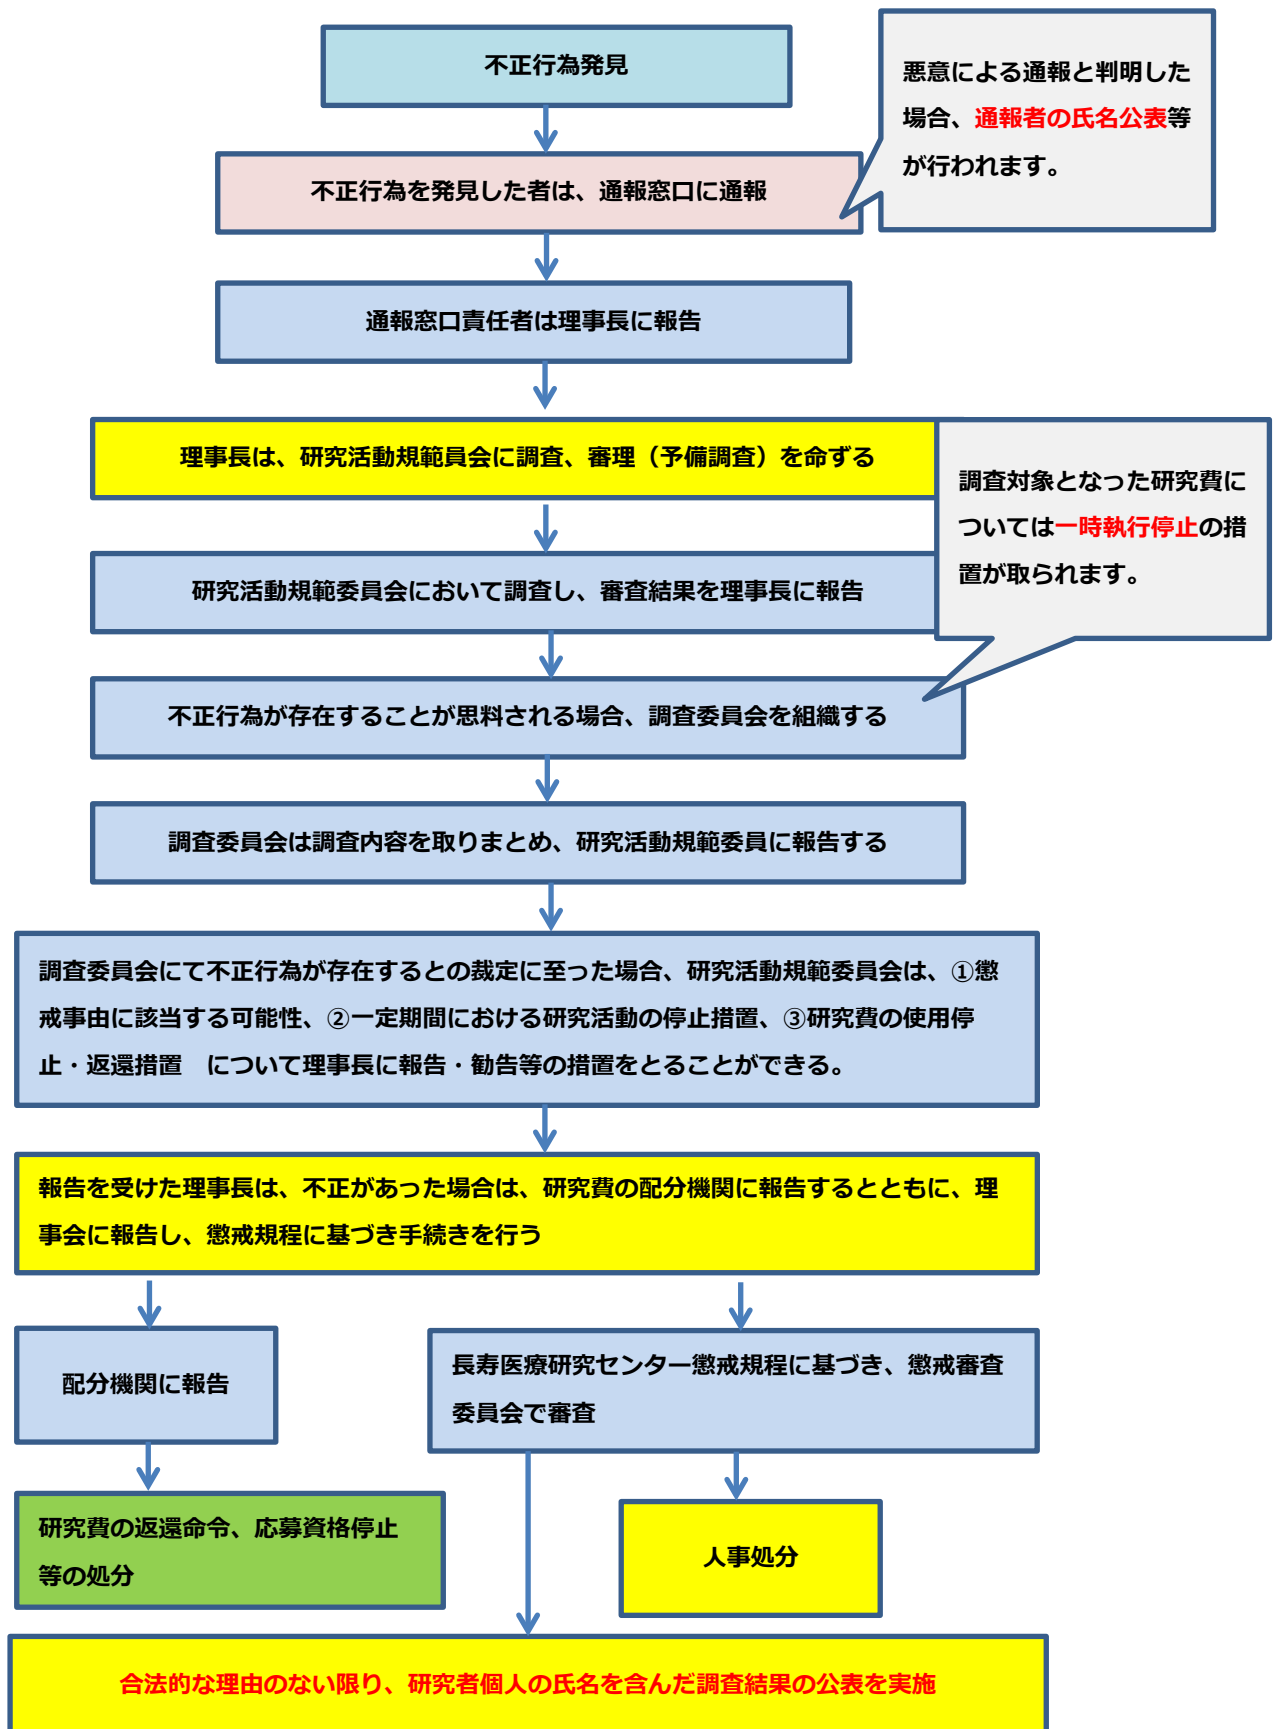 不正行為発見
悪意による通報と判明した
場合、通報者の氏名公表等
が行われます。
不正行為を発見した者は、通報窓口に通報
通報窓口責任者は理事長に報告
理事長は、研究活動規範員会に調査、審理（予備調査）を命ずる
調査対象となった研究費に
ついては一時執行停止の措
置が取られます。
研究活動規範委員会において調査し、審査結果を理事長に報告
不正行為が存在することが思料される場合、調査委員会を組織する
調査委員会は調査内容を取りまとめ、研究活動規範委員に報告する
調査委員会にて不正行為が存在するとの裁定に至った場合、研究活動規範委員会は、①懲
戒事由に該当する可能性、②一定期間における研究活動の停止措置、③研究費の使用停
止・返還措置　について理事長に報告・勧告等の措置をとることができる。
報告を受けた理事長は、不正があった場合は、研究費の配分機関に報告するとともに、理
事会に報告し、懲戒規程に基づき手続きを行う
配分機関に報告
長寿医療研究センター懲戒規程に基づき、懲戒審査
委員会で審査
研究費の返還命令、応募資格停止
等の処分
人事処分
合法的な理由のない限り、研究者個人の氏名を含んだ調査結果の公表を実施